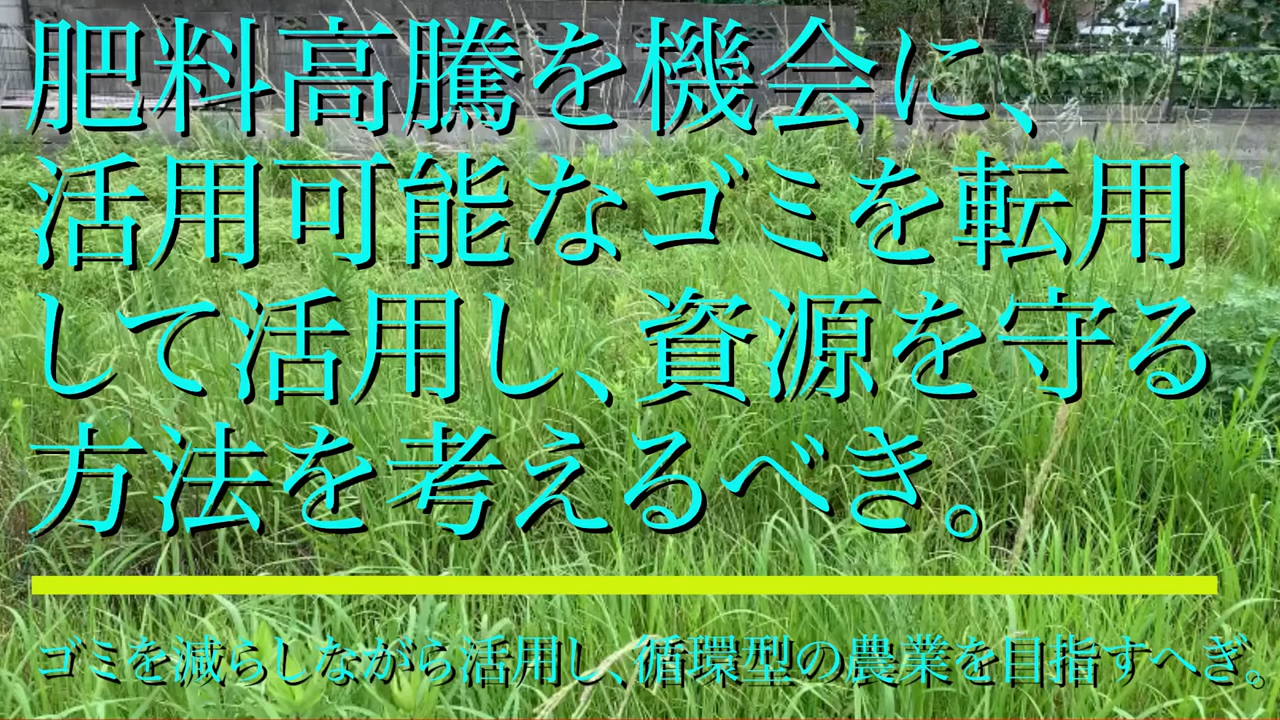 肥料高騰を機会に、
活用可能なゴミを転用
して活用し、資源を守る
方法を考えるべき。
ゴミを減らしながら活用し、循環型の農業を目指すへぎ。